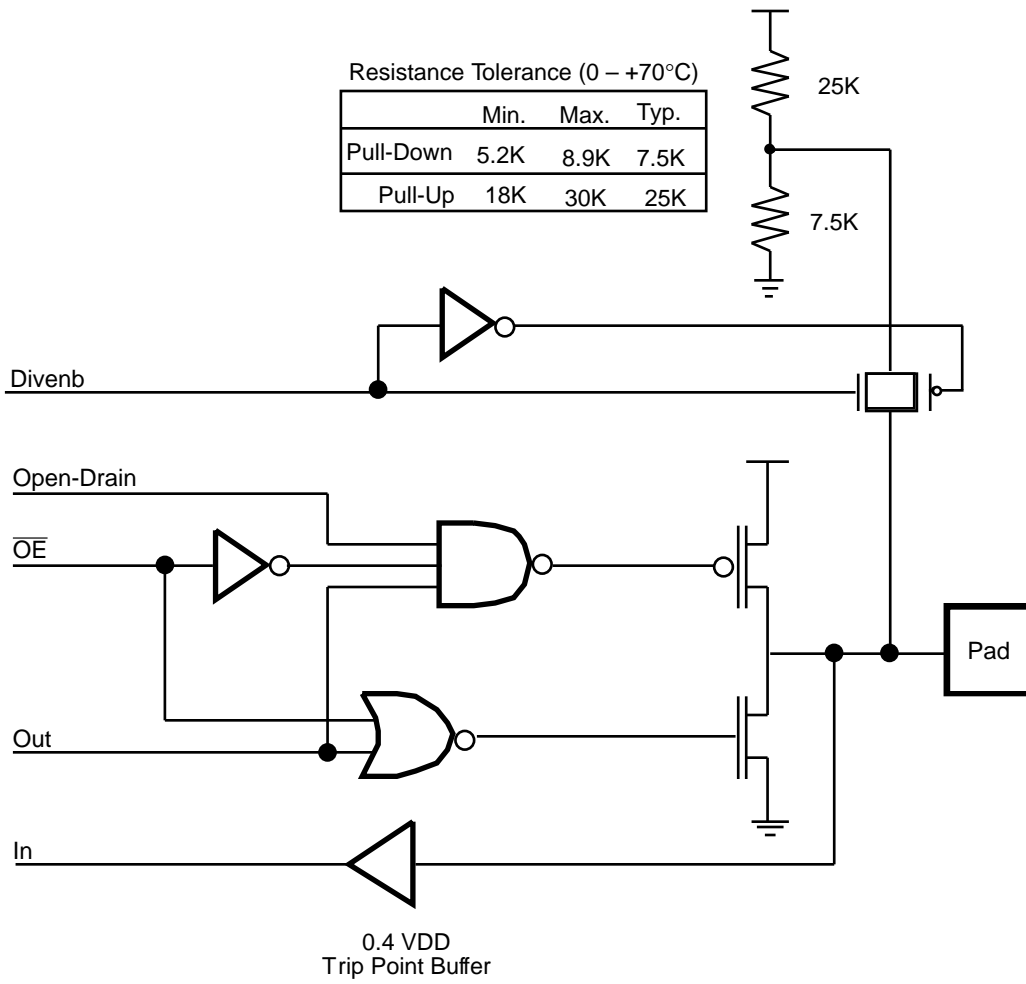 25K
Resistance Tolerance (0 – +70°C)
Min. Max. Typ.
Pull-Down 5.2K 8.9K 7.5K
Pull-Up 18K 30K 25K
7.5K
Divenb
Open-Drain
O̅E̅
Pad
Out
In
0.4 VDD
Trip Point Buffer